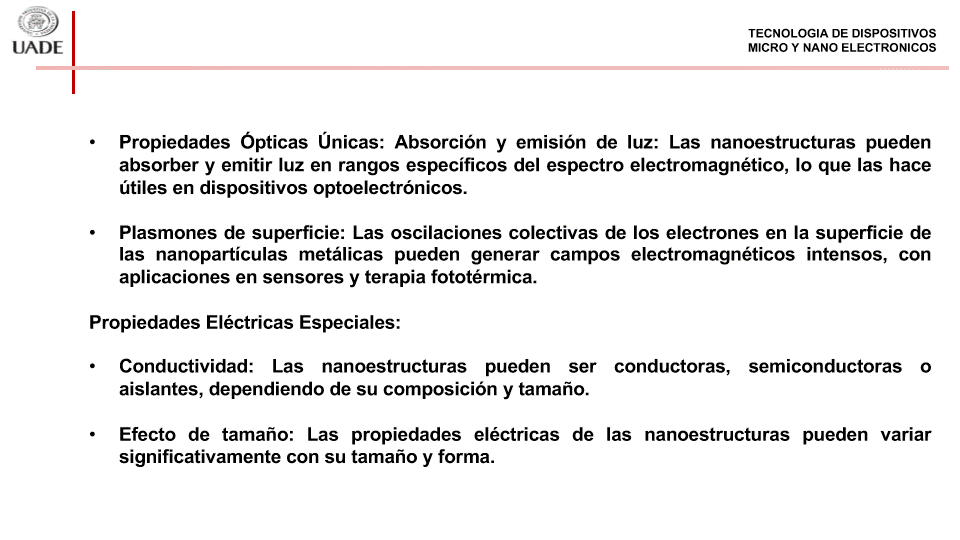 UADE
TECNOLOGIA DE DISPOSITIVOS
MICRO Y NANO ELECTRONICOS
• Propiedades Ópticas Únicas: Absorción y emisión de luz: Las nanoestructuras pueden
absorber y emitir luz en rangos específicos del espectro electromagnético, lo que las hace
útiles en dispositivos optoelectrónicos.
• Plasmones de superficie: Las oscilaciones colectivas de los electrones en la superficie de
las nanopartículas metálicas pueden generar campos electromagnéticos intensos, con
aplicaciones en sensores y terapia fototérmica.
Propiedades Eléctricas Especiales:
• Conductividad: Las nanoestructuras pueden ser conductoras, semiconductoras o
aislantes, dependiendo de su composición y tamaño.
• Efecto de tamaño: Las propiedades eléctricas de las nanoestructuras pueden variar
significativamente con su tamaño y forma.